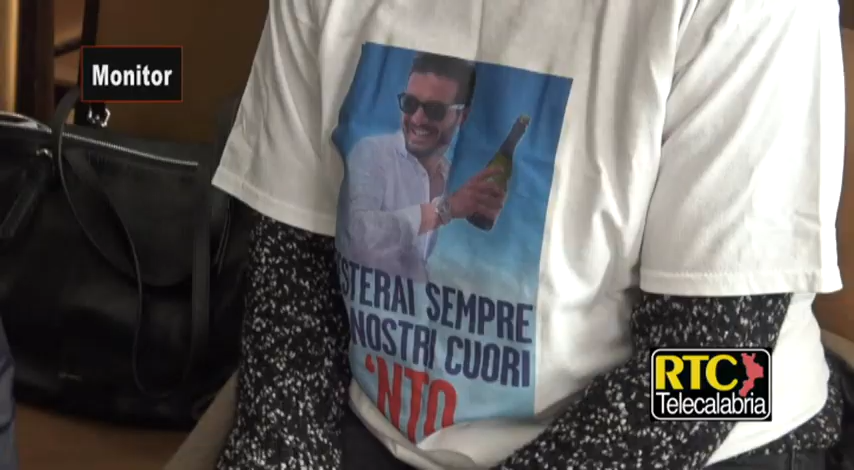 Monitor
STERAI SEMPRE
NOSTRI CUORI
'NTO
RTC
Telecalabria